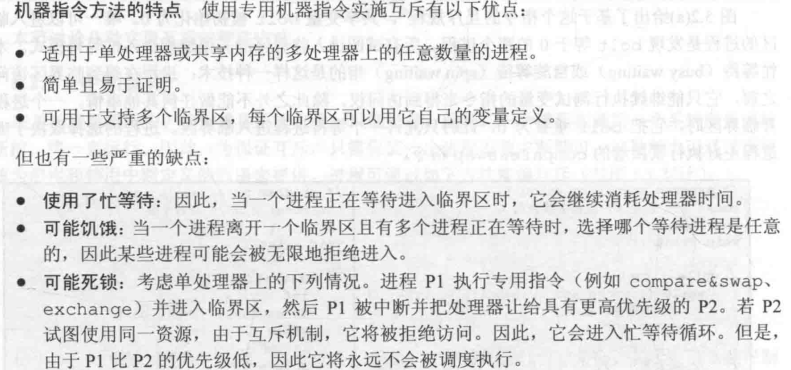 机器指令方法的特点 使用专用机器指令实施互斥有以下优点:
● 适用于单处理器或共享内存的多处理器上的任意数量的进程。
● 简单且易于证明。
● 可用于支持多个临界区,每个临界区可以用它自己的变量定义。
但也有一些严重的缺点:
● 使用了忙等待:因此,当一个进程正在等待进入临界区时,它会继续消耗处理器时间。
● 可能饥饿:当一个进程离开一个临界区且有多个进程正在等待时,选择哪个等待进程是任意
的,因此某些进程可能会被无限地拒绝进入。
● 可能死锁:考虑单处理器上的下列情况。进程 P1 执行专用指令(例如 compare&swap、
exchange)并进入临界区,然后 P1 被中断并把处理器让给具有更高优先级的 P2。若 P2
试图使用同一资源,由于互斥机制,它将被拒绝访问。因此,它会进入忙等待循环。但是,
由于 P1 比 P2 的优先级低,因此它将永远不会被调度执行。